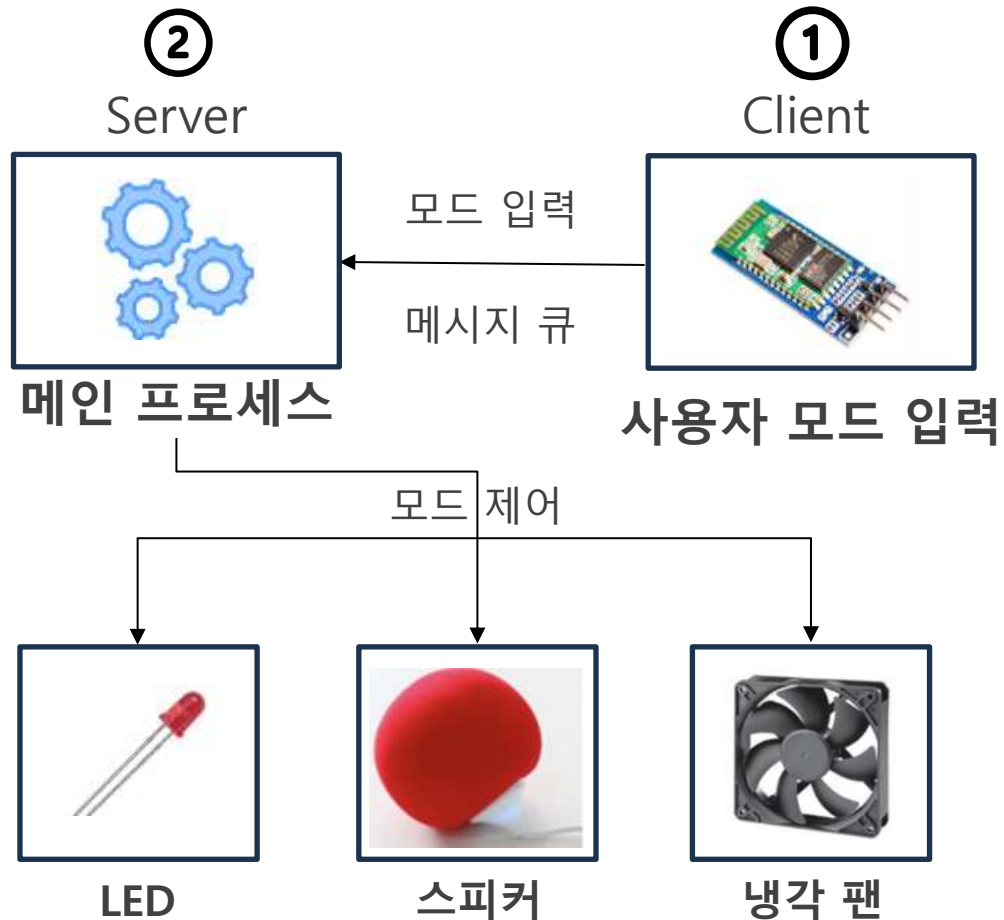 ②
Server
①
Client
모드 입력
메시지 큐
메인 프로세스
사용자 모드 입력
모드 제어
LED
스피커
냉각 팬